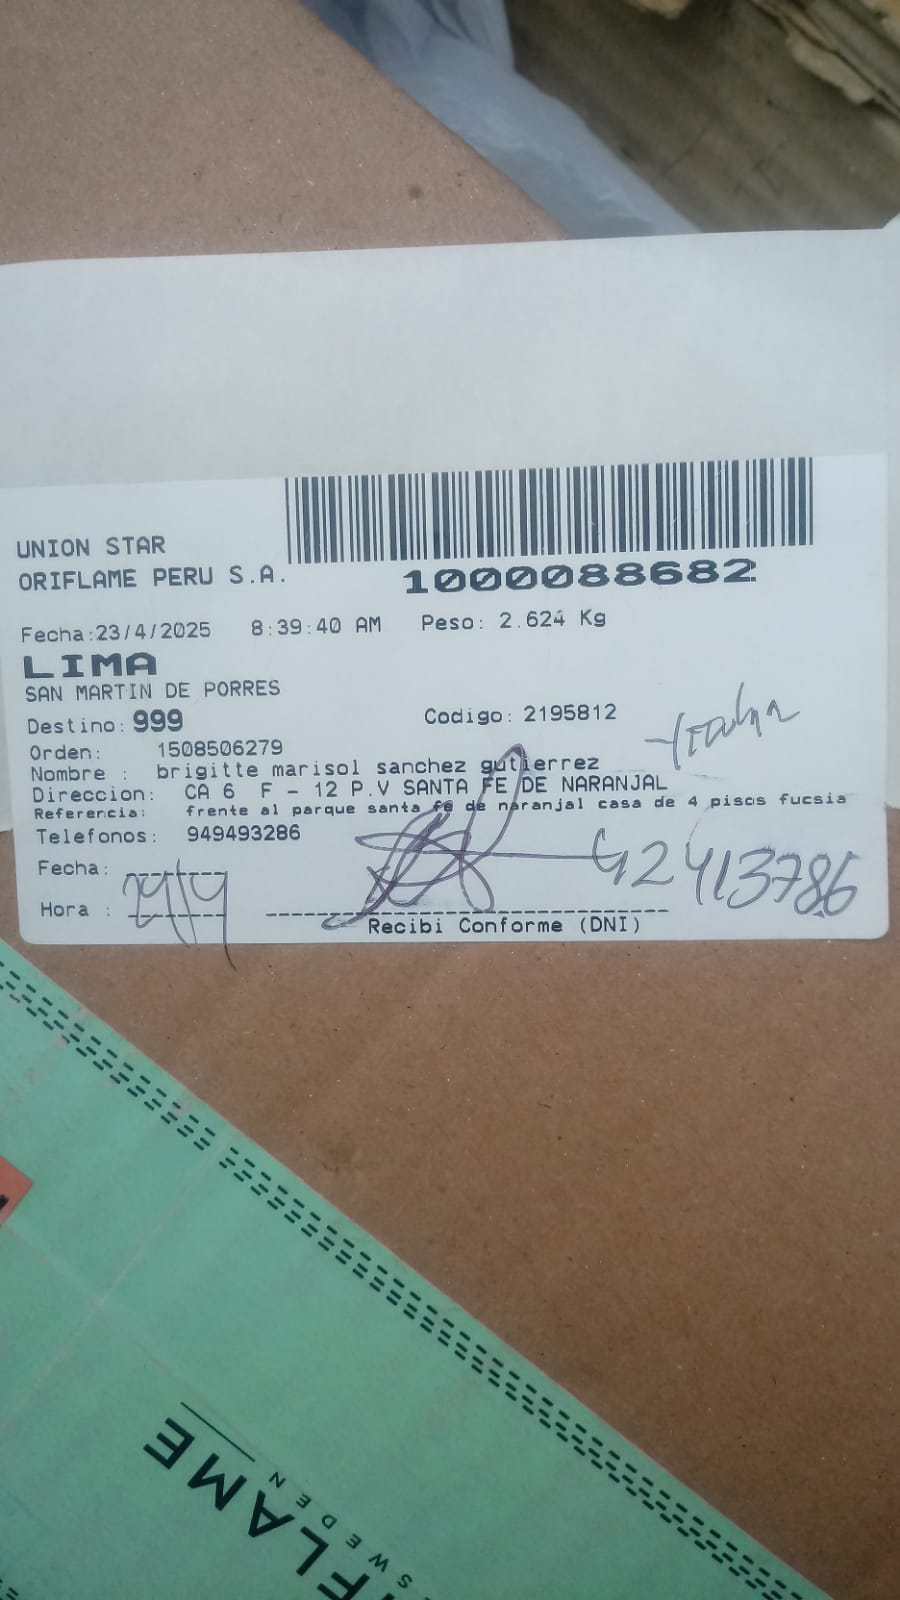 UNION STAR
ORIFLAME PERU S.A.
1000088682
Fecha:23/4/2025 8:39:40 AM Peso: 2.624 Kg
LIMA
SAN MARTIN DE PORRES
Destino: 999 Codigo: 2195812
Orden: 1508506279
Nombre : brigitte marisol sanchez gutierrez
Direccion: CA 6 F - 12 P.V SANTA FE DE NARANJAL
Referencia: frente al parque santa fe de naranjal casa de 4 pisos fucsia
Telefonos: 949493286
Fecha:
42413786
Hora :
Recibi Conforme (DNI)
IFLAME
SWEDEN